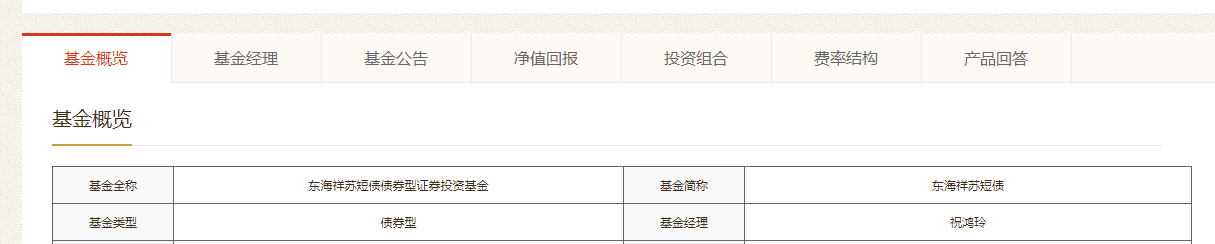 基金概览 基金经理 基金公告 净值回报 投资组合 费率结构 产品回答
基金概览
基金全称 东海祥苏短债债券型证券投资基金 基金简称 东海祥苏短债
基金类型 债券型 基金经理 祝鸿玲